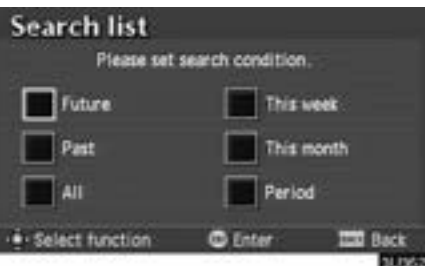 Search list
Please set search condition.
Future This week
Past This month
All Period
Select function Enter Back